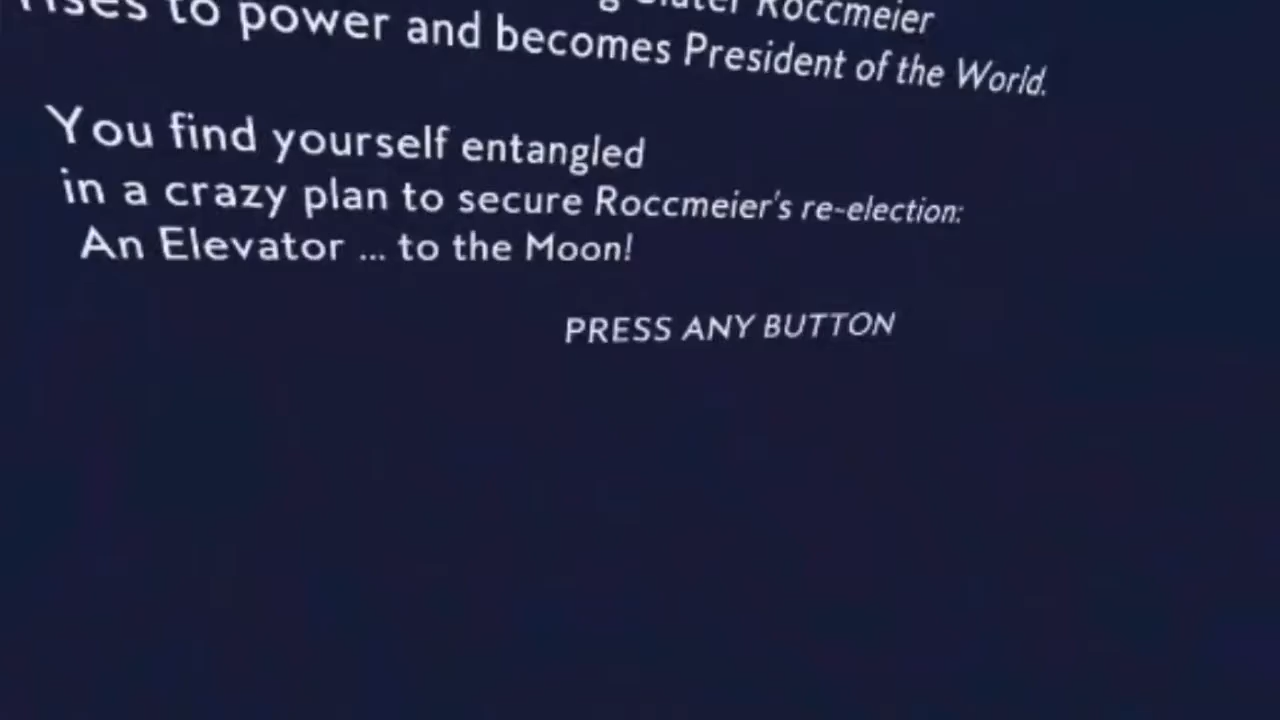 Roccmeier
to power and becomes President of the World.
You find yourself entangled
in a crazy plan to secure Roccmeier's re-election:
An Elevator ... to the Moon!
PRESS ANY BUTTON